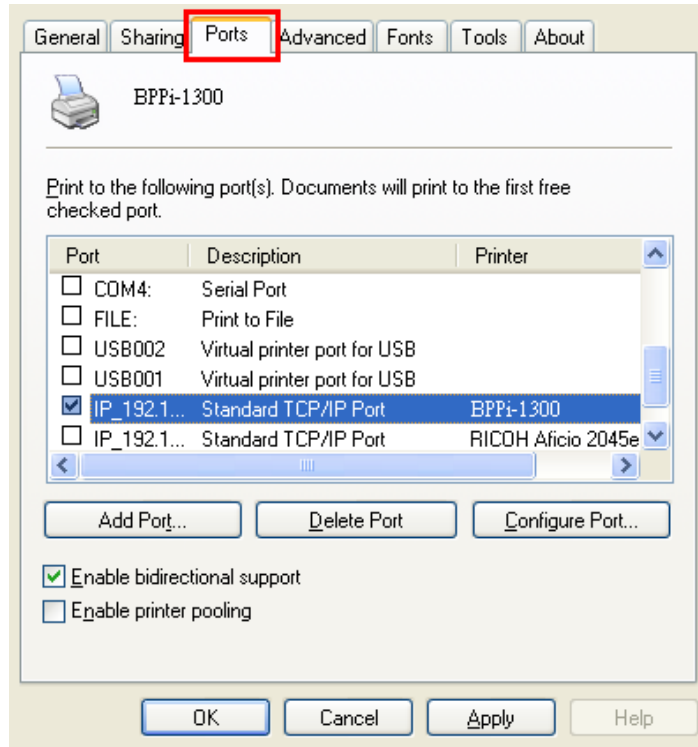 General Sharing Ports Advanced Fonts Tools About
BPPi-1300
Print to the following port(s). Documents will print to the first free
checked port.
Port Description Printer
COM4: Serial Port
FILE: Print to File
USB002 Virtual printer port for USB
USB001 Virtual printer port for USB
IP_192.1... Standard TCP/IP Port BPPi-1300
IP_192.1... Standard TCP/IP Port RICOH Aficio 2045e
Add Port... Delete Port Configure Port...
Enable bidirectional support
Enable printer pooling
OK Cancel Apply Help